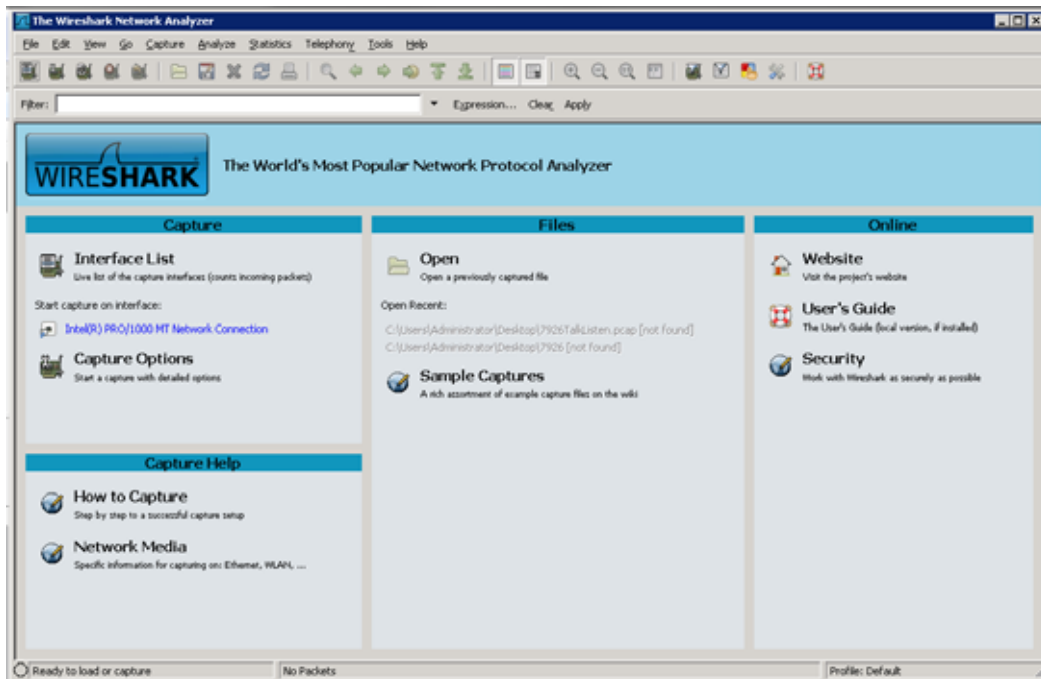 The Wireshark Network Analyzer
File Edit View Go Capture Analyze Statistics Telephony Tools Help
Filter: Expression... Clear Apply
WIRESHARK The World's Most Popular Network Protocol Analyzer
Capture
Interface List
Live list of the capture interfaces (counts incoming packets)
Start capture on interface:
Intel(R) PRO/1000 MT Network Connection
Capture Options
Start a capture with detailed options
Capture Help
How to Capture
Step by step to a successful capture setup
Network Media
Specific information for capturing on: Ethernet, WLAN, ...
Files
Open
Open a previously captured file
Open Recent:
C:\Users\Administrator\Desktop\7926TalkListen.pcap [not found]
C:\Users\Administrator\Desktop\7926 [not found]
Sample Captures
A rich assortment of example capture files on the wiki
Online
Website
Visit the project's website
User's Guide
The User's Guide (local version, if installed)
Security
Work with Wireshark as securely as possible
Ready to load or capture
No Packets
Profile: Default